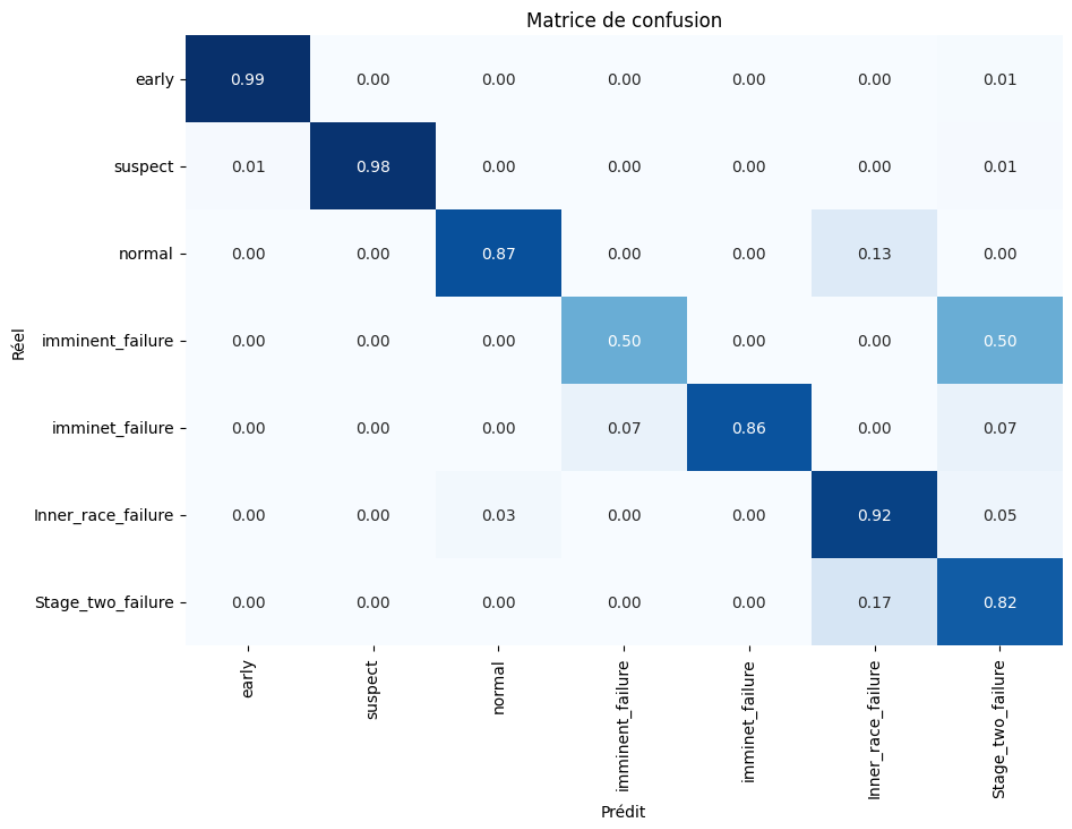 Matrice de confusion
Réel
early 0.99 0.00 0.00 0.00 0.00 0.00 0.01
suspect 0.01 0.98 0.00 0.00 0.00 0.00 0.01
normal 0.00 0.00 0.87 0.00 0.00 0.13 0.00
imminent_failure 0.00 0.00 0.00 0.50 0.00 0.00 0.50
imminet_failure 0.00 0.00 0.00 0.07 0.86 0.00 0.07
Inner_race_failure 0.00 0.00 0.03 0.00 0.00 0.92 0.05
Stage_two_failure 0.00 0.00 0.00 0.00 0.00 0.17 0.82
early suspect normal imminent_failure imminet_failure Inner_race_failure Stage_two_failure
Prédit